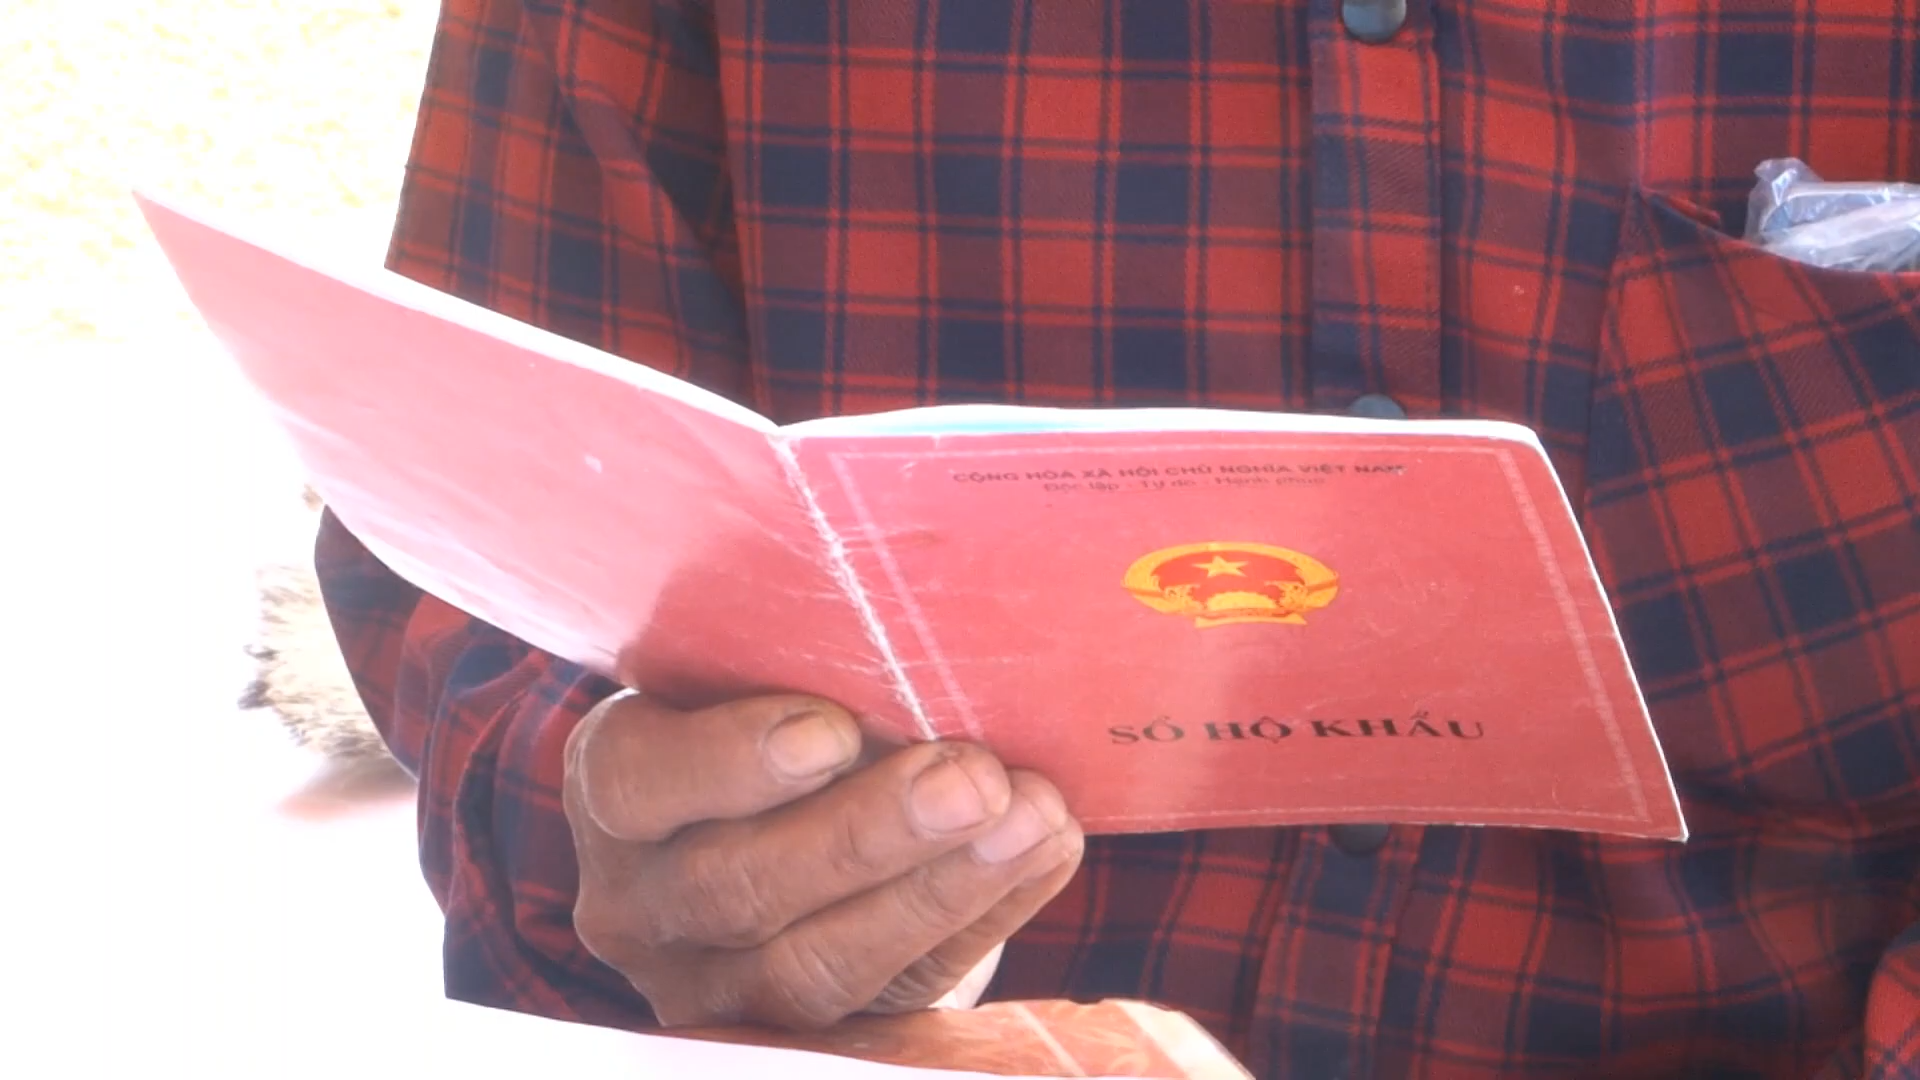 CỘNG HÒA XÃ HỘI CHỦ NGHĨA VIỆT NAM
Độc lập - Tự do - Hạnh phúc
SỔ HỘ KHẨU